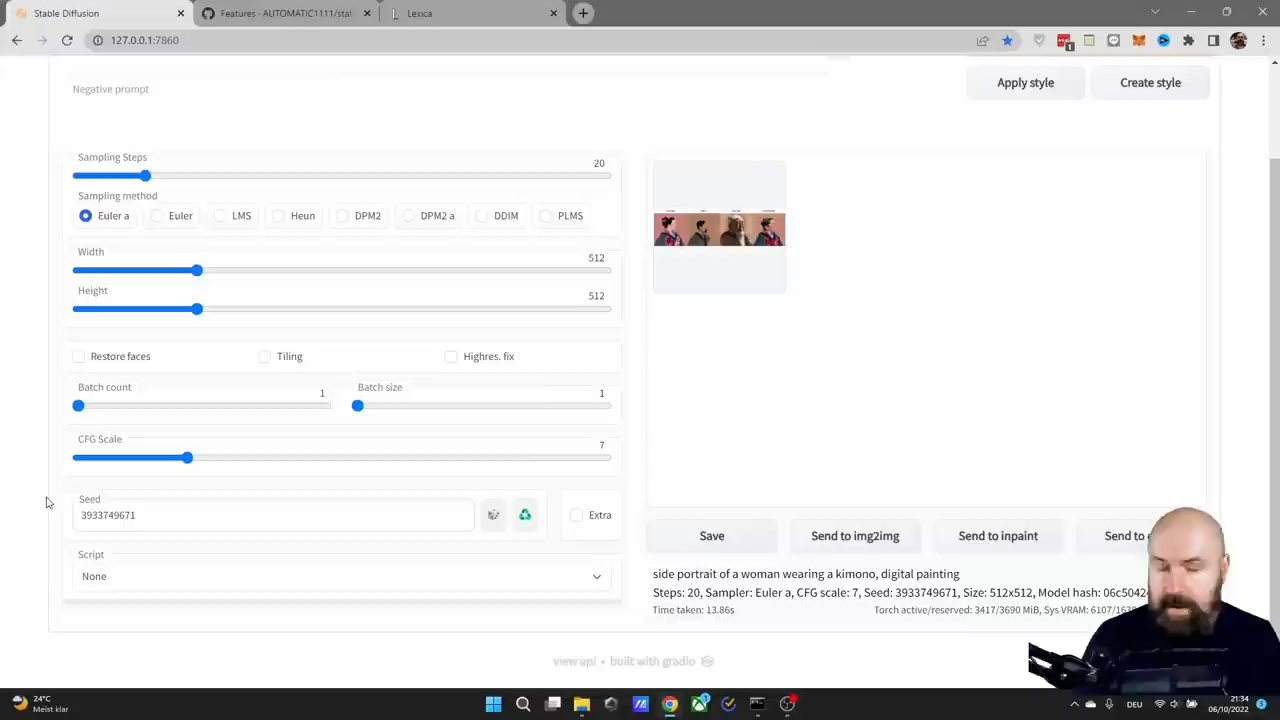 Stable Diffusion
Features - AUTOMATIC1111/stal
Lexica
127.0.0.1:7860
1
Negative prompt
Apply style
Create style
Sampling Steps
20
Sampling method
Euler a
Euler
LMS
Heun
DPM2
DPM2 a
DDIM
PLMS
Width
512
Height
512
Restore faces
Tiling
Highres. fix
Batch count
1
Batch size
1
CFG Scale
7
Seed
3933749671
Extra
Script
None
Save
Send to img2img
Send to inpaint
Send to
side portrait of a woman wearing a kimono, digital painting
Steps: 20, Sampler: Euler a, CFG scale: 7, Seed: 3933749671, Size: 512x512, Model hash: 06c50424
Time taken: 13.86s
Torch active/reserved: 3417/3690 MiB, Sys VRAM: 6107/163
view api • built with gradio
24°C
Meist klar
DEU
21:34
06/10/2022